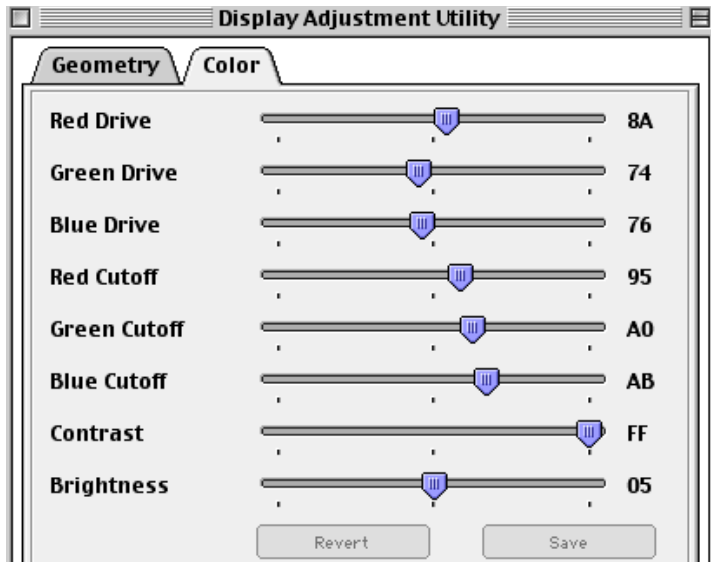 Display Adjustment Utility
Geometry Color
Red Drive 8A
Green Drive 74
Blue Drive 76
Red Cutoff 95
Green Cutoff A0
Blue Cutoff AB
Contrast FF
Brightness 05
Revert Save